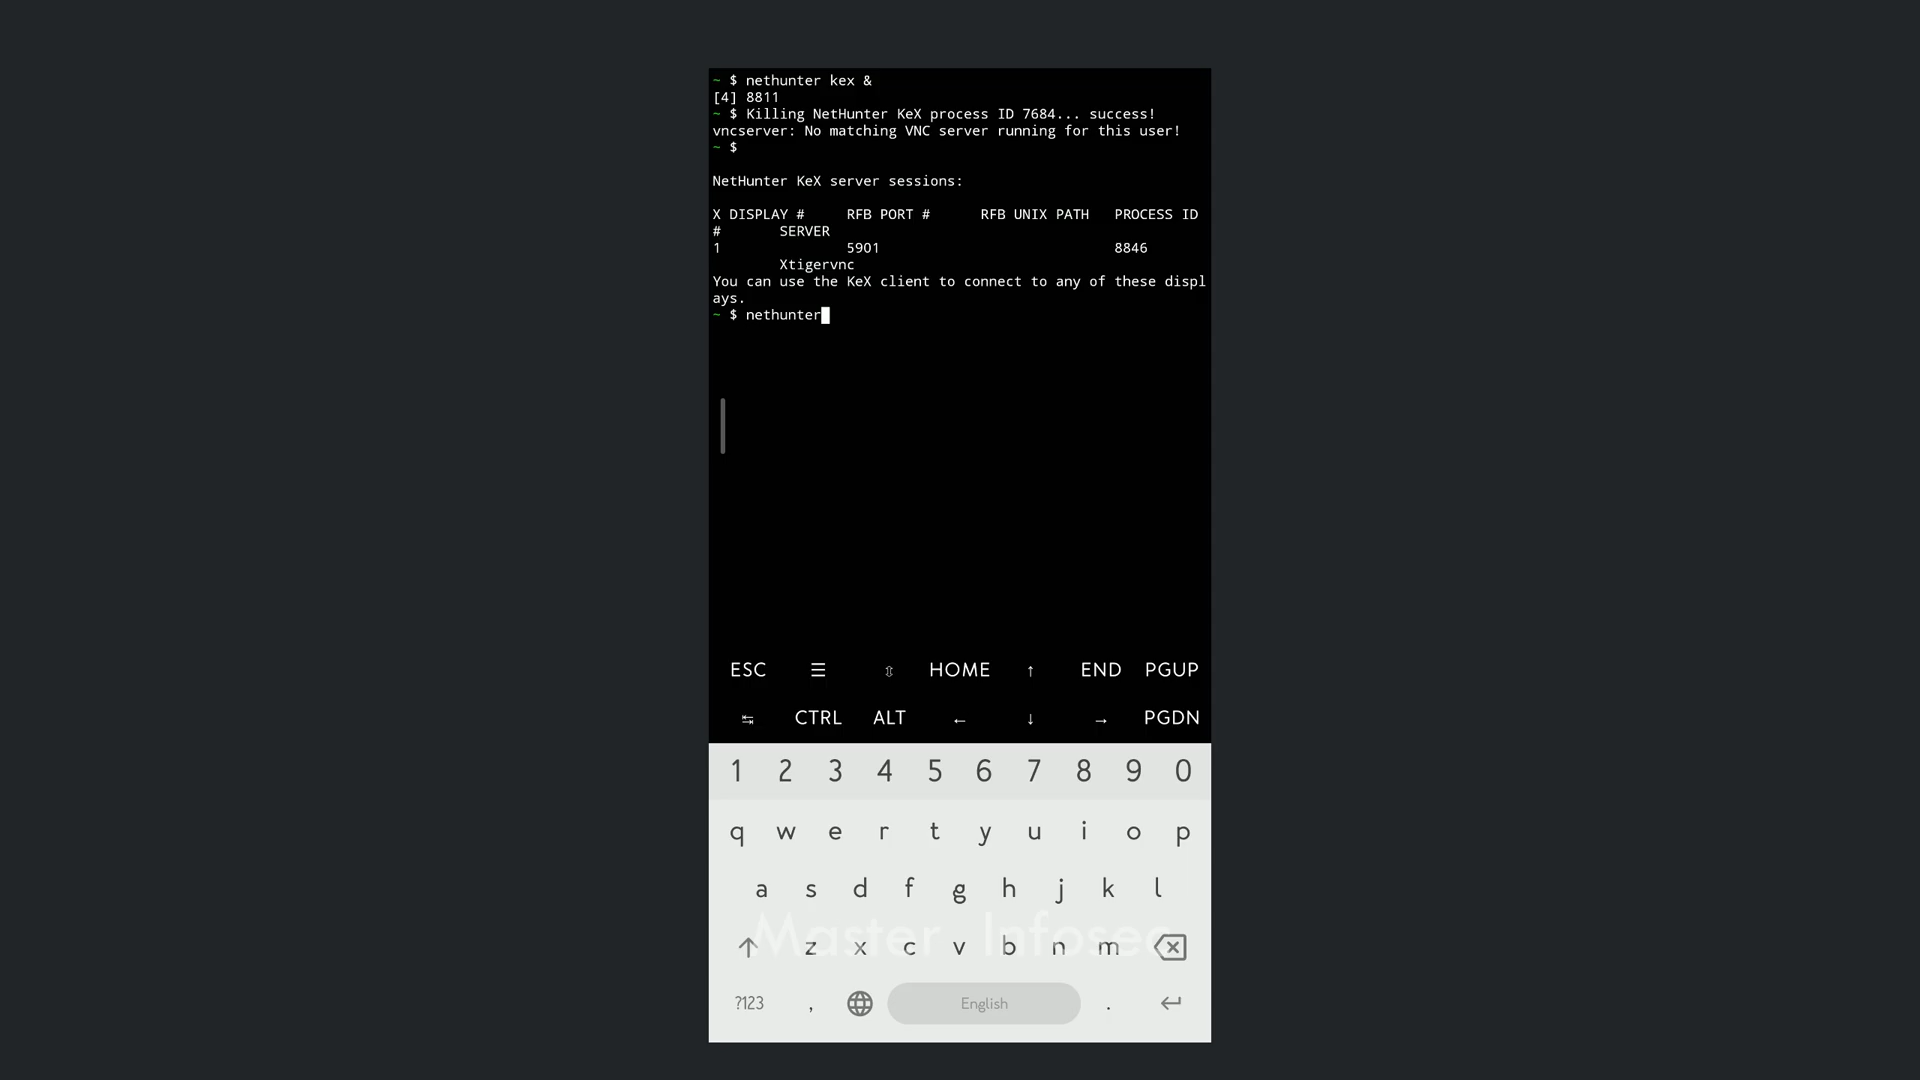 ~ $ nethunter kex &
[4] 8811
~ $ Killing NetHunter KeX process ID 7684... success!
vncserver: No matching VNC server running for this user!
~ $
NetHunter KeX server sessions:
X DISPLAY # RFB PORT # RFB UNIX PATH PROCESS ID
# SERVER
1 5901 8846
Xtigervnc
You can use the KeX client to connect to any of these displ
ays.
~ $ nethunter
ESC ☰ ⇳ HOME ↑ END PGUP
↹ CTRL ALT ← ↓ → PGDN
1 2 3 4 5 6 7 8 9 0
q w e r t y u i o p
a s d f g h j k l
Master Infosec
z x c v b n m
?123 , English .